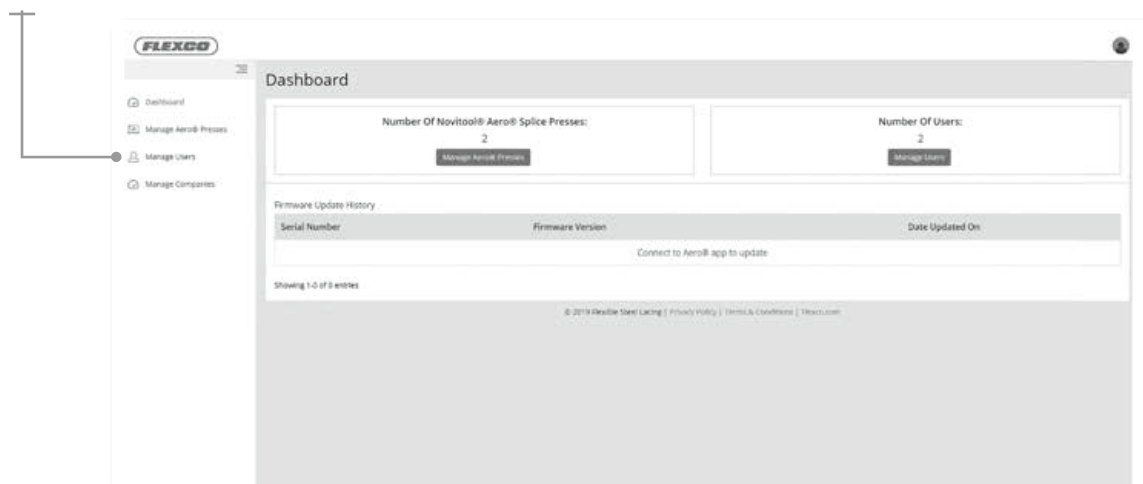 FLEXCO
Dashboard
Dashboard
Manage Aero® Presses
Manage Users
Manage Companies
Number Of Novitool® Aero® Splice Presses:
2
Manage Aero® Presses
Number Of Users:
2
Manage Users
Firmware Update History
Serial Number Firmware Version Date Updated On
Connect to Aero® app to update
Showing 1-0 of 0 entries
© 2019 Flexible Steel Lacing | Privacy Policy | Terms & Conditions | Flexco.com